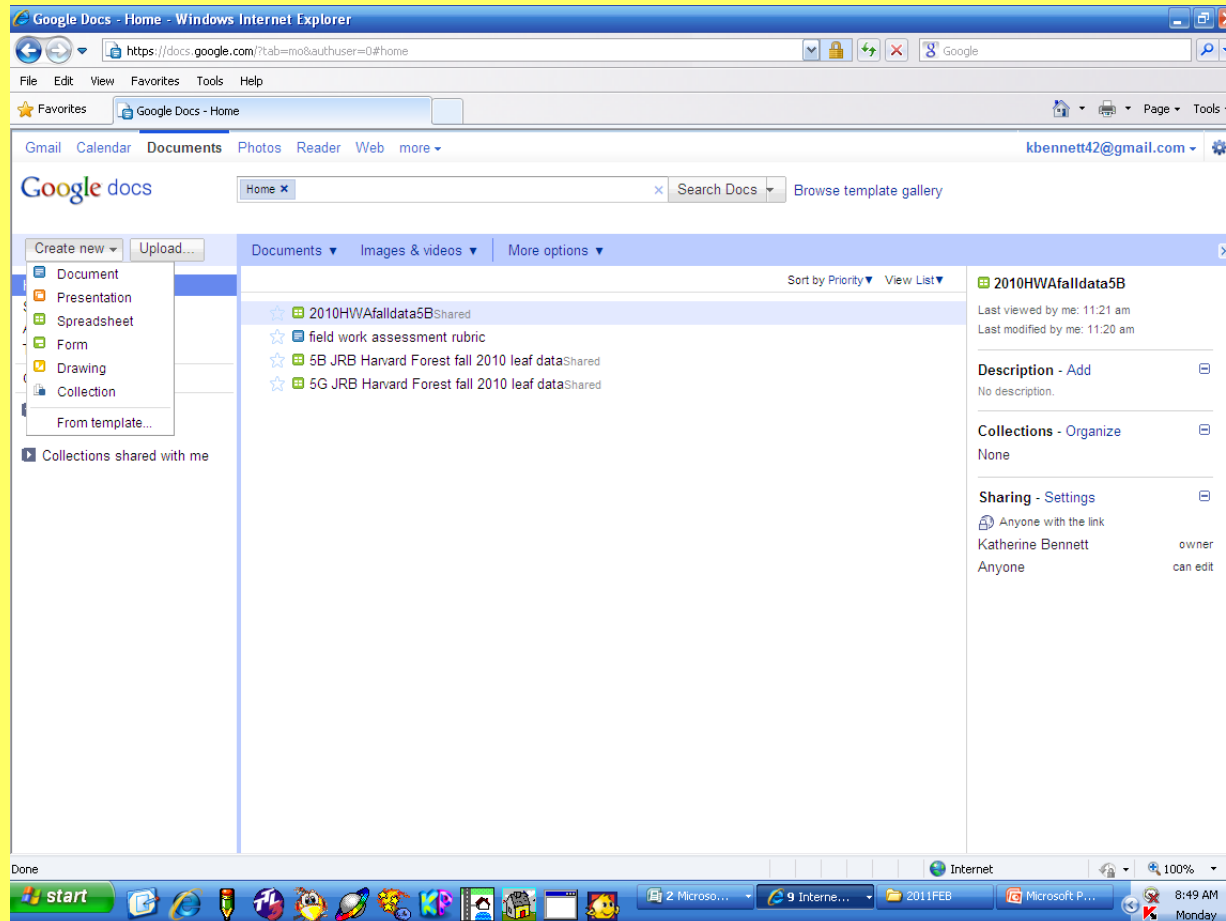 Google Docs - Home - Windows Internet Explorer
https://docs.google.com/?tab=mo&authuser=0#home
Google
File Edit View Favorites Tools Help
Favorites Google Docs - Home Page Tools
Gmail Calendar Documents Photos Reader Web more kbennett42@gmail.com
Google docs Home Search Docs Browse template gallery
Create new Upload... Documents Images & videos More options
Document
Presentation
Spreadsheet
Form
Drawing
Collection
From template...
Collections shared with me
Sort by Priority View List
2010HWAfalldata5B Shared
field work assessment rubric
5B JRB Harvard Forest fall 2010 leaf data Shared
5G JRB Harvard Forest fall 2010 leaf data Shared
2010HWAfalldata5B
Last viewed by me: 11:21 am
Last modified by me: 11:20 am
Description - Add
No description.
Collections - Organize
None
Sharing - Settings
Anyone with the link
Katherine Bennett owner
Anyone can edit
Done Internet 100%
start 2 Microso... 9 Interne... 2011FEB Microsoft P... 8:49 AM
Monday